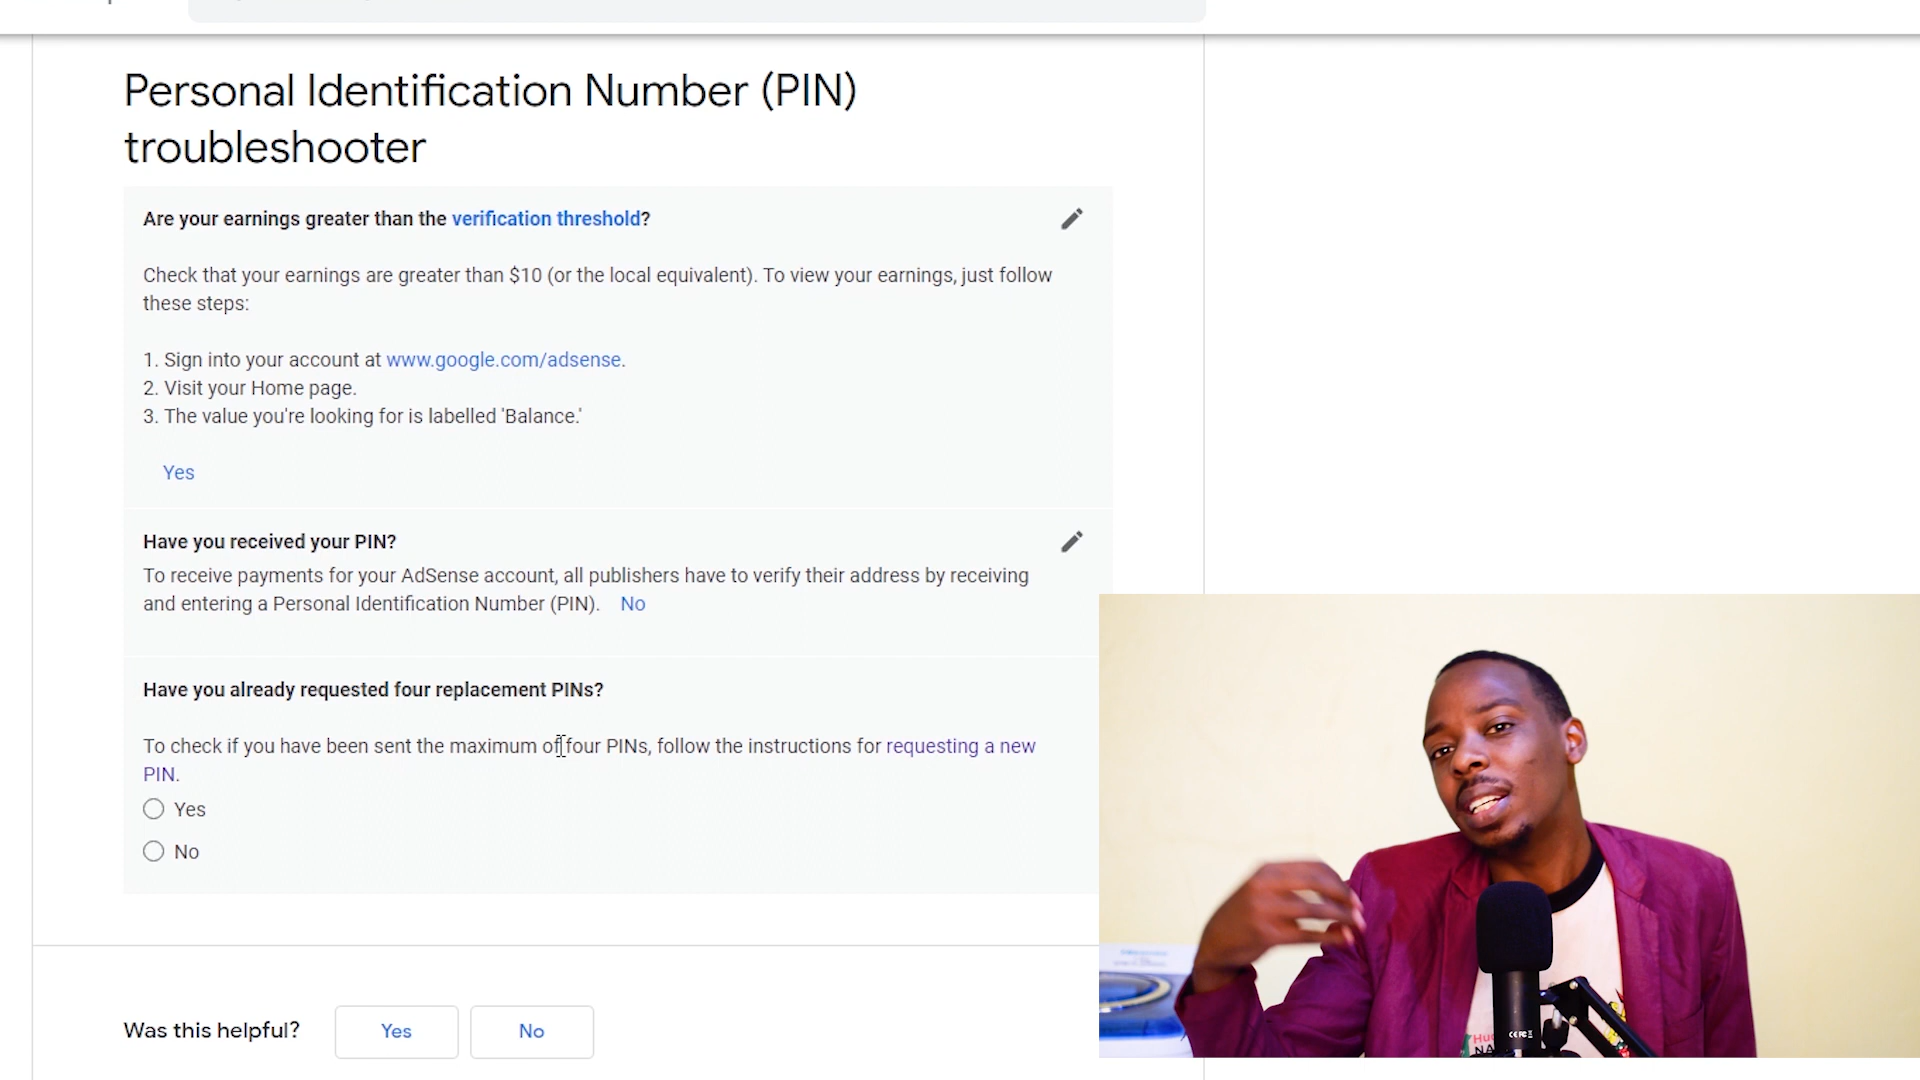 Personal Identification Number (PIN)
troubleshooter
Are your earnings greater than the verification threshold?
Check that your earnings are greater than $10 (or the local equivalent). To view your earnings, just follow
these steps:
1. Sign into your account at www.google.com/adsense.
2. Visit your Home page.
3. The value you're looking for is labelled 'Balance.'
Yes
Have you received your PIN?
To receive payments for your AdSense account, all publishers have to verify their address by receiving
and entering a Personal Identification Number (PIN). No
Have you already requested four replacement PINs?
To check if you have been sent the maximum of four PINs, follow the instructions for requesting a new
PIN.
Yes
No
Was this helpful? Yes No